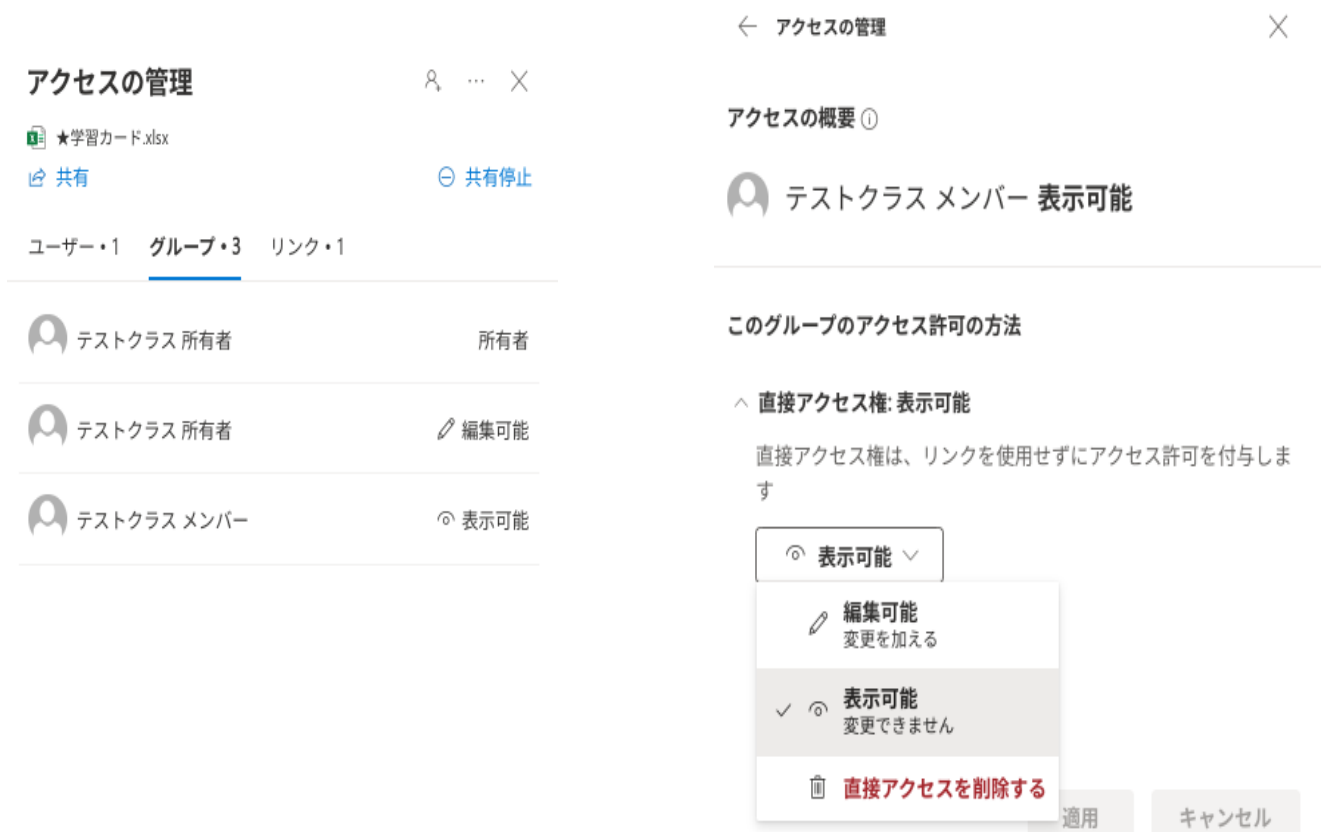 アクセスの管理
★学習カード.xlsx
共有
共有停止
ユーザー • 1 グループ • 3 リンク • 1
テストクラス 所有者 所有者
テストクラス 所有者 編集可能
テストクラス メンバー 表示可能
アクセスの管理
アクセスの概要
テストクラス メンバー 表示可能
このグループのアクセス許可の方法
直接アクセス権: 表示可能
直接アクセス権は、リンクを使用せずにアクセス許可を付与しま
す
表示可能
編集可能
変更を加える
表示可能
変更できません
直接アクセスを削除する
適用 キャンセル